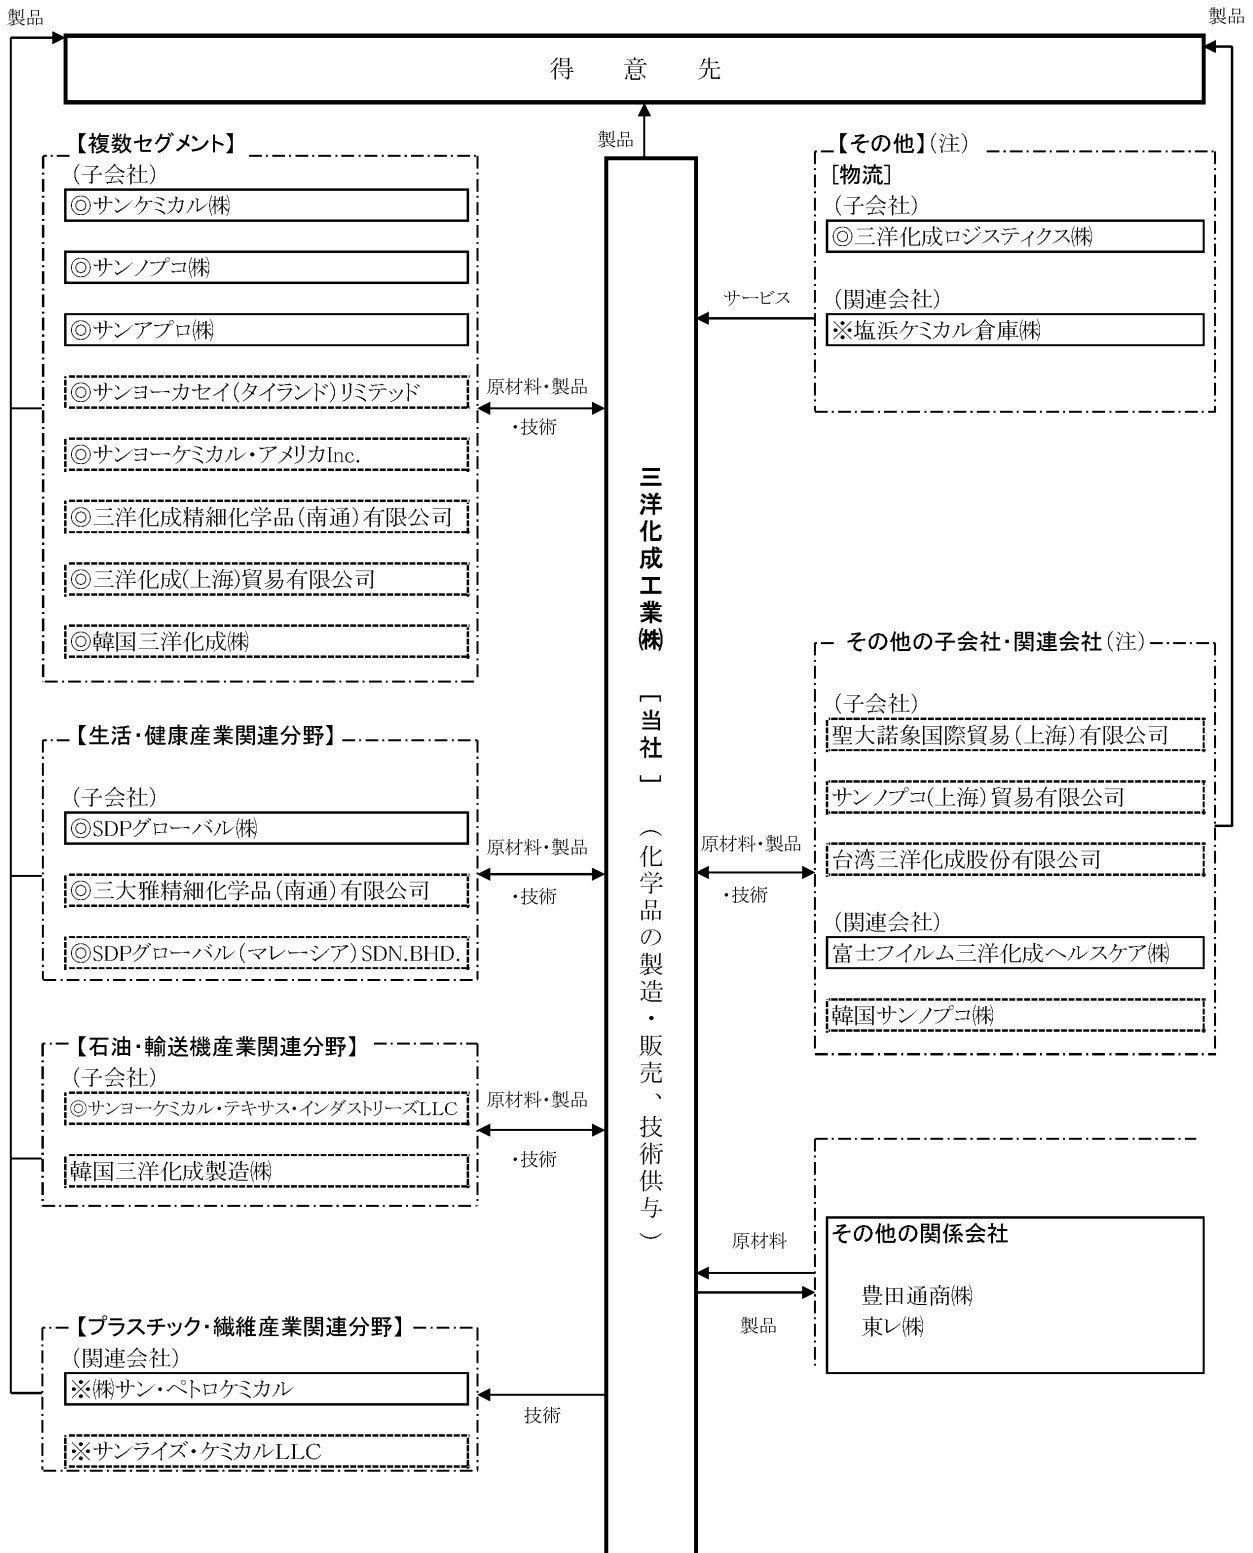 製品
製品
得　意　先
製品
【複数セグメント】
(子会社)
◎サンケミカル㈱
◎サンノプコ㈱
◎サンアプロ㈱
◎サンヨーカセイ(タイランド)リミテッド
◎サンヨーケミカル・アメリカInc.
◎三洋化成精細化学品(南通)有限公司
◎三洋化成(上海)貿易有限公司
◎韓国三洋化成㈱
原材料・製品
・技術
【生活・健康産業関連分野】
(子会社)
◎SDPグローバル㈱
◎三大雅精細化学品(南通)有限公司
◎SDPグローバル(マレーシア)SDN.BHD.
原材料・製品
・技術
【石油・輸送機産業関連分野】
(子会社)
◎サンヨーケミカル・テキサス・インダストリーズLLC
韓国三洋化成製造㈱
原材料・製品
・技術
【プラスチック・繊維産業関連分野】
(関連会社)
※㈱サン・ペトロケミカル
※サンライズ・ケミカルLLC
技術
三洋化成工業㈱　[当社]　(化学品の製造・販売、技術供与)
【その他】(注)
[物流]
(子会社)
◎三洋化成ロジスティクス㈱
(関連会社)
※塩浜ケミカル倉庫㈱
サービス
その他の子会社・関連会社(注)
(子会社)
聖大諾象国際貿易(上海)有限公司
サンノプコ(上海)貿易有限公司
台湾三洋化成股份有限公司
(関連会社)
富士フイルム三洋化成ヘルスケア㈱
韓国サンノプコ㈱
原材料・製品
・技術
その他の関係会社
豊田通商㈱
東レ㈱
原材料
製品